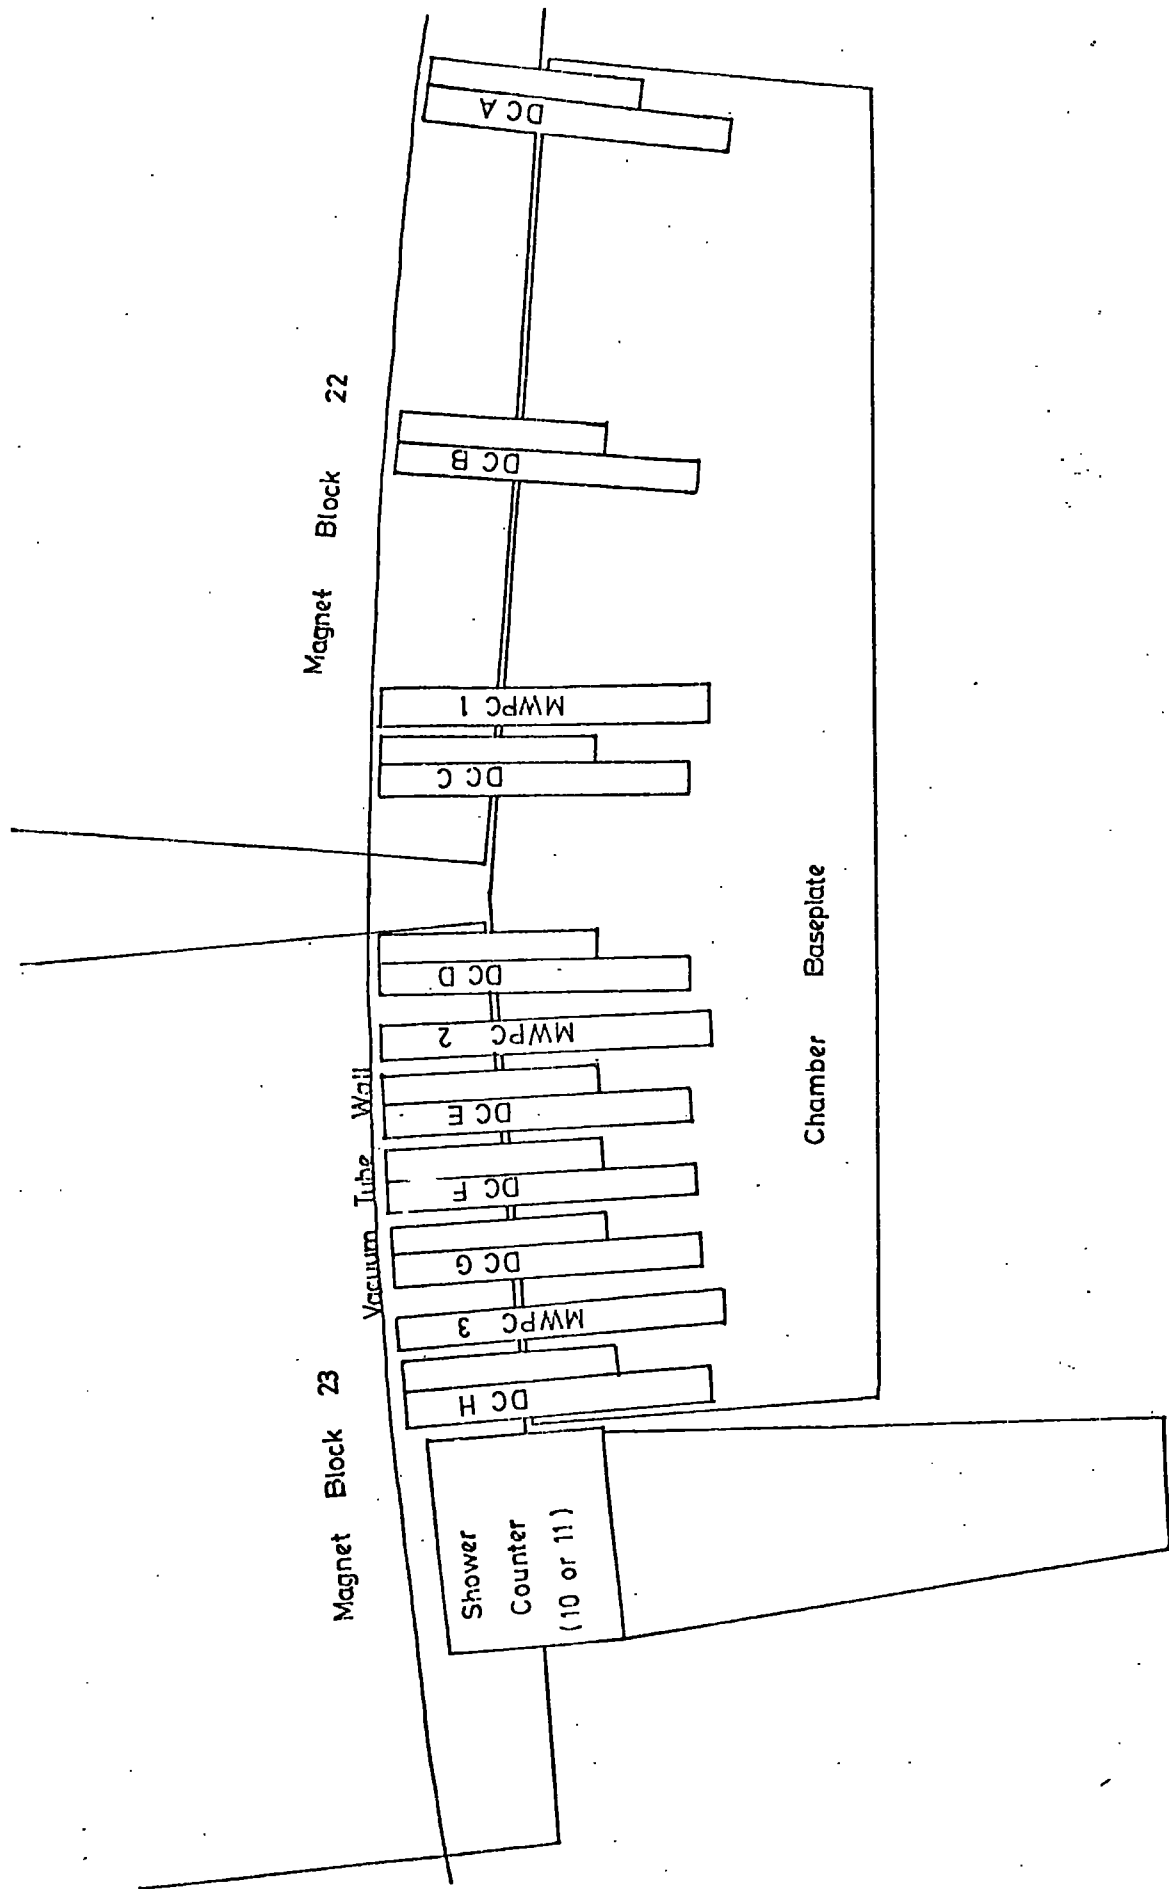 Magnet Block 23
Magnet Block 22
Vacuum Tube Wall
Shower
Counter
(10 or 11)
DC H
MWPC 3
DC G
DC F
DC E
MWPC 2
DC D
DC C
MWPC 1
DC B
DC A
Chamber Baseplate